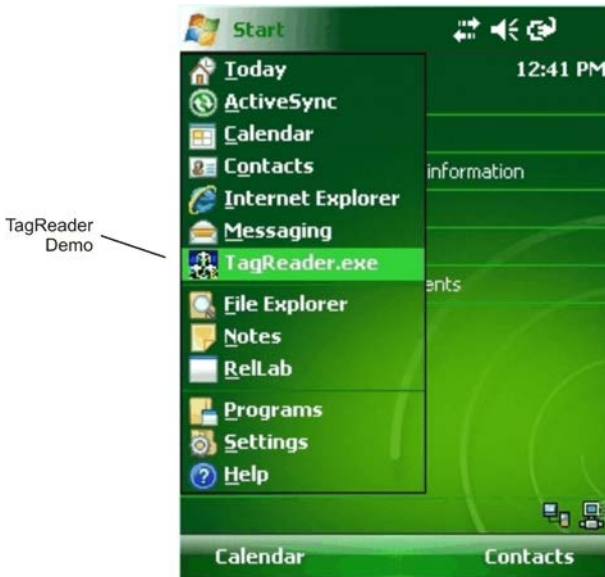 Start
Today
12:41 PM
ActiveSync
Calendar
Contacts
information
Internet Explorer
Messaging
TagReader
Demo
TagReader.exe
ents
File Explorer
Notes
RelLab
Programs
Settings
Help
Calendar
Contacts